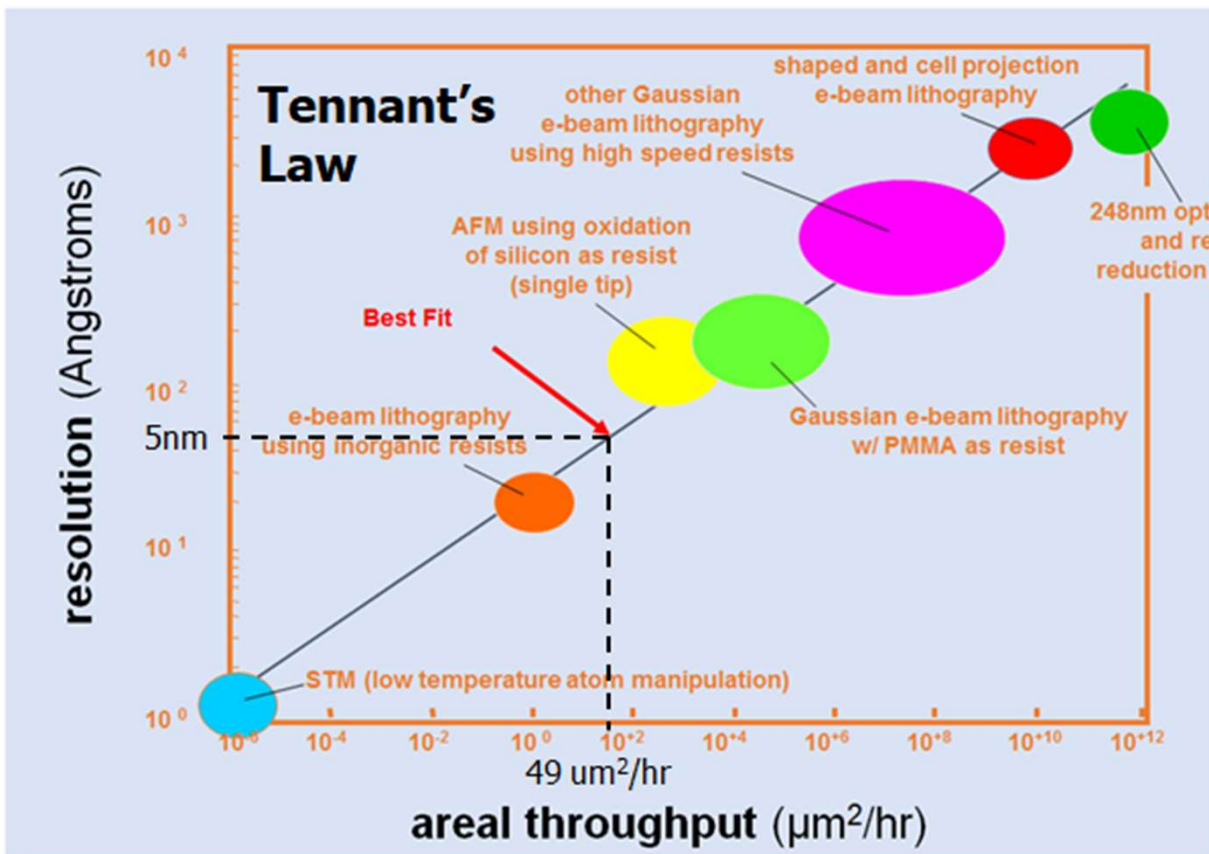 Tennant's
Law
shaped and cell projection
e-beam lithography
other Gaussian
e-beam lithography
using high speed resists
AFM using oxidation
of silicon as resist
(single tip)
248nm
and
reduction
Best Fit
e-beam lithography
using inorganic resists
Gaussian e-beam lithography
w/ PMMA as resist
STM (low temperature atom manipulation)
resolution (Angstroms)
10 4
10 3
10 2
5nm
10 1
10 0
10-6 10-4 10-2 10 0 10+2 10+4 10+6 10+8 10+10 10+12
49 um2/hr
areal throughput (µm2/hr)